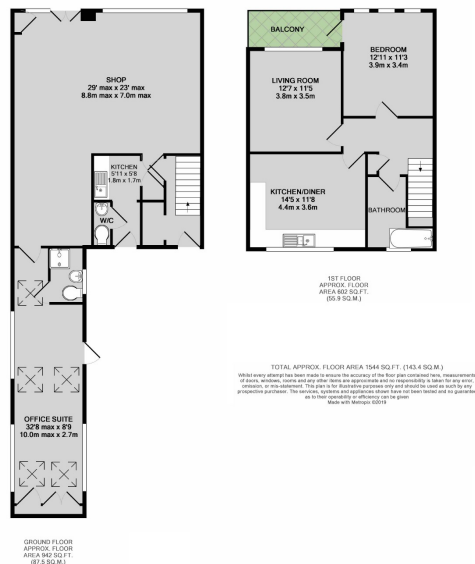 SHOP
29' max x 23' max
8.8m max x 7.0m max
KITCHEN
5'11 x 5'8
1.8m x 1.7m
W/C
OFFICE SUITE
32'8 max x 8'9
10.0m max x 2.7m
GROUND FLOOR
APPROX. FLOOR
AREA 942 SQ.FT.
(87.5 SQ.M.)
BALCONY
BEDROOM
12'11 x 11'3
3.9m x 3.4m
LIVING ROOM
12'7 x 11'5
3.8m x 3.5m
KITCHEN/DINER
14'5 x 11'8
4.4m x 3.6m
BATHROOM
1ST FLOOR
APPROX. FLOOR
AREA 602 SQ.FT.
(55.9 SQ.M.)
TOTAL APPROX. FLOOR AREA 1544 SQ.FT. (143.4 SQ.M.)
Whilst every attempt has been made to ensure the accuracy of the floor plan contained here, measurements
of doors, windows, rooms and any other items are approximate and no responsibility is taken for any error,
omission, or mis-statement. This plan is for illustrative purposes only and should be used as such by any
prospective purchaser. The services, systems and appliances shown have not been tested and no guarantee
as to their operability or efficiency can be given
Made with Metropix ©2019